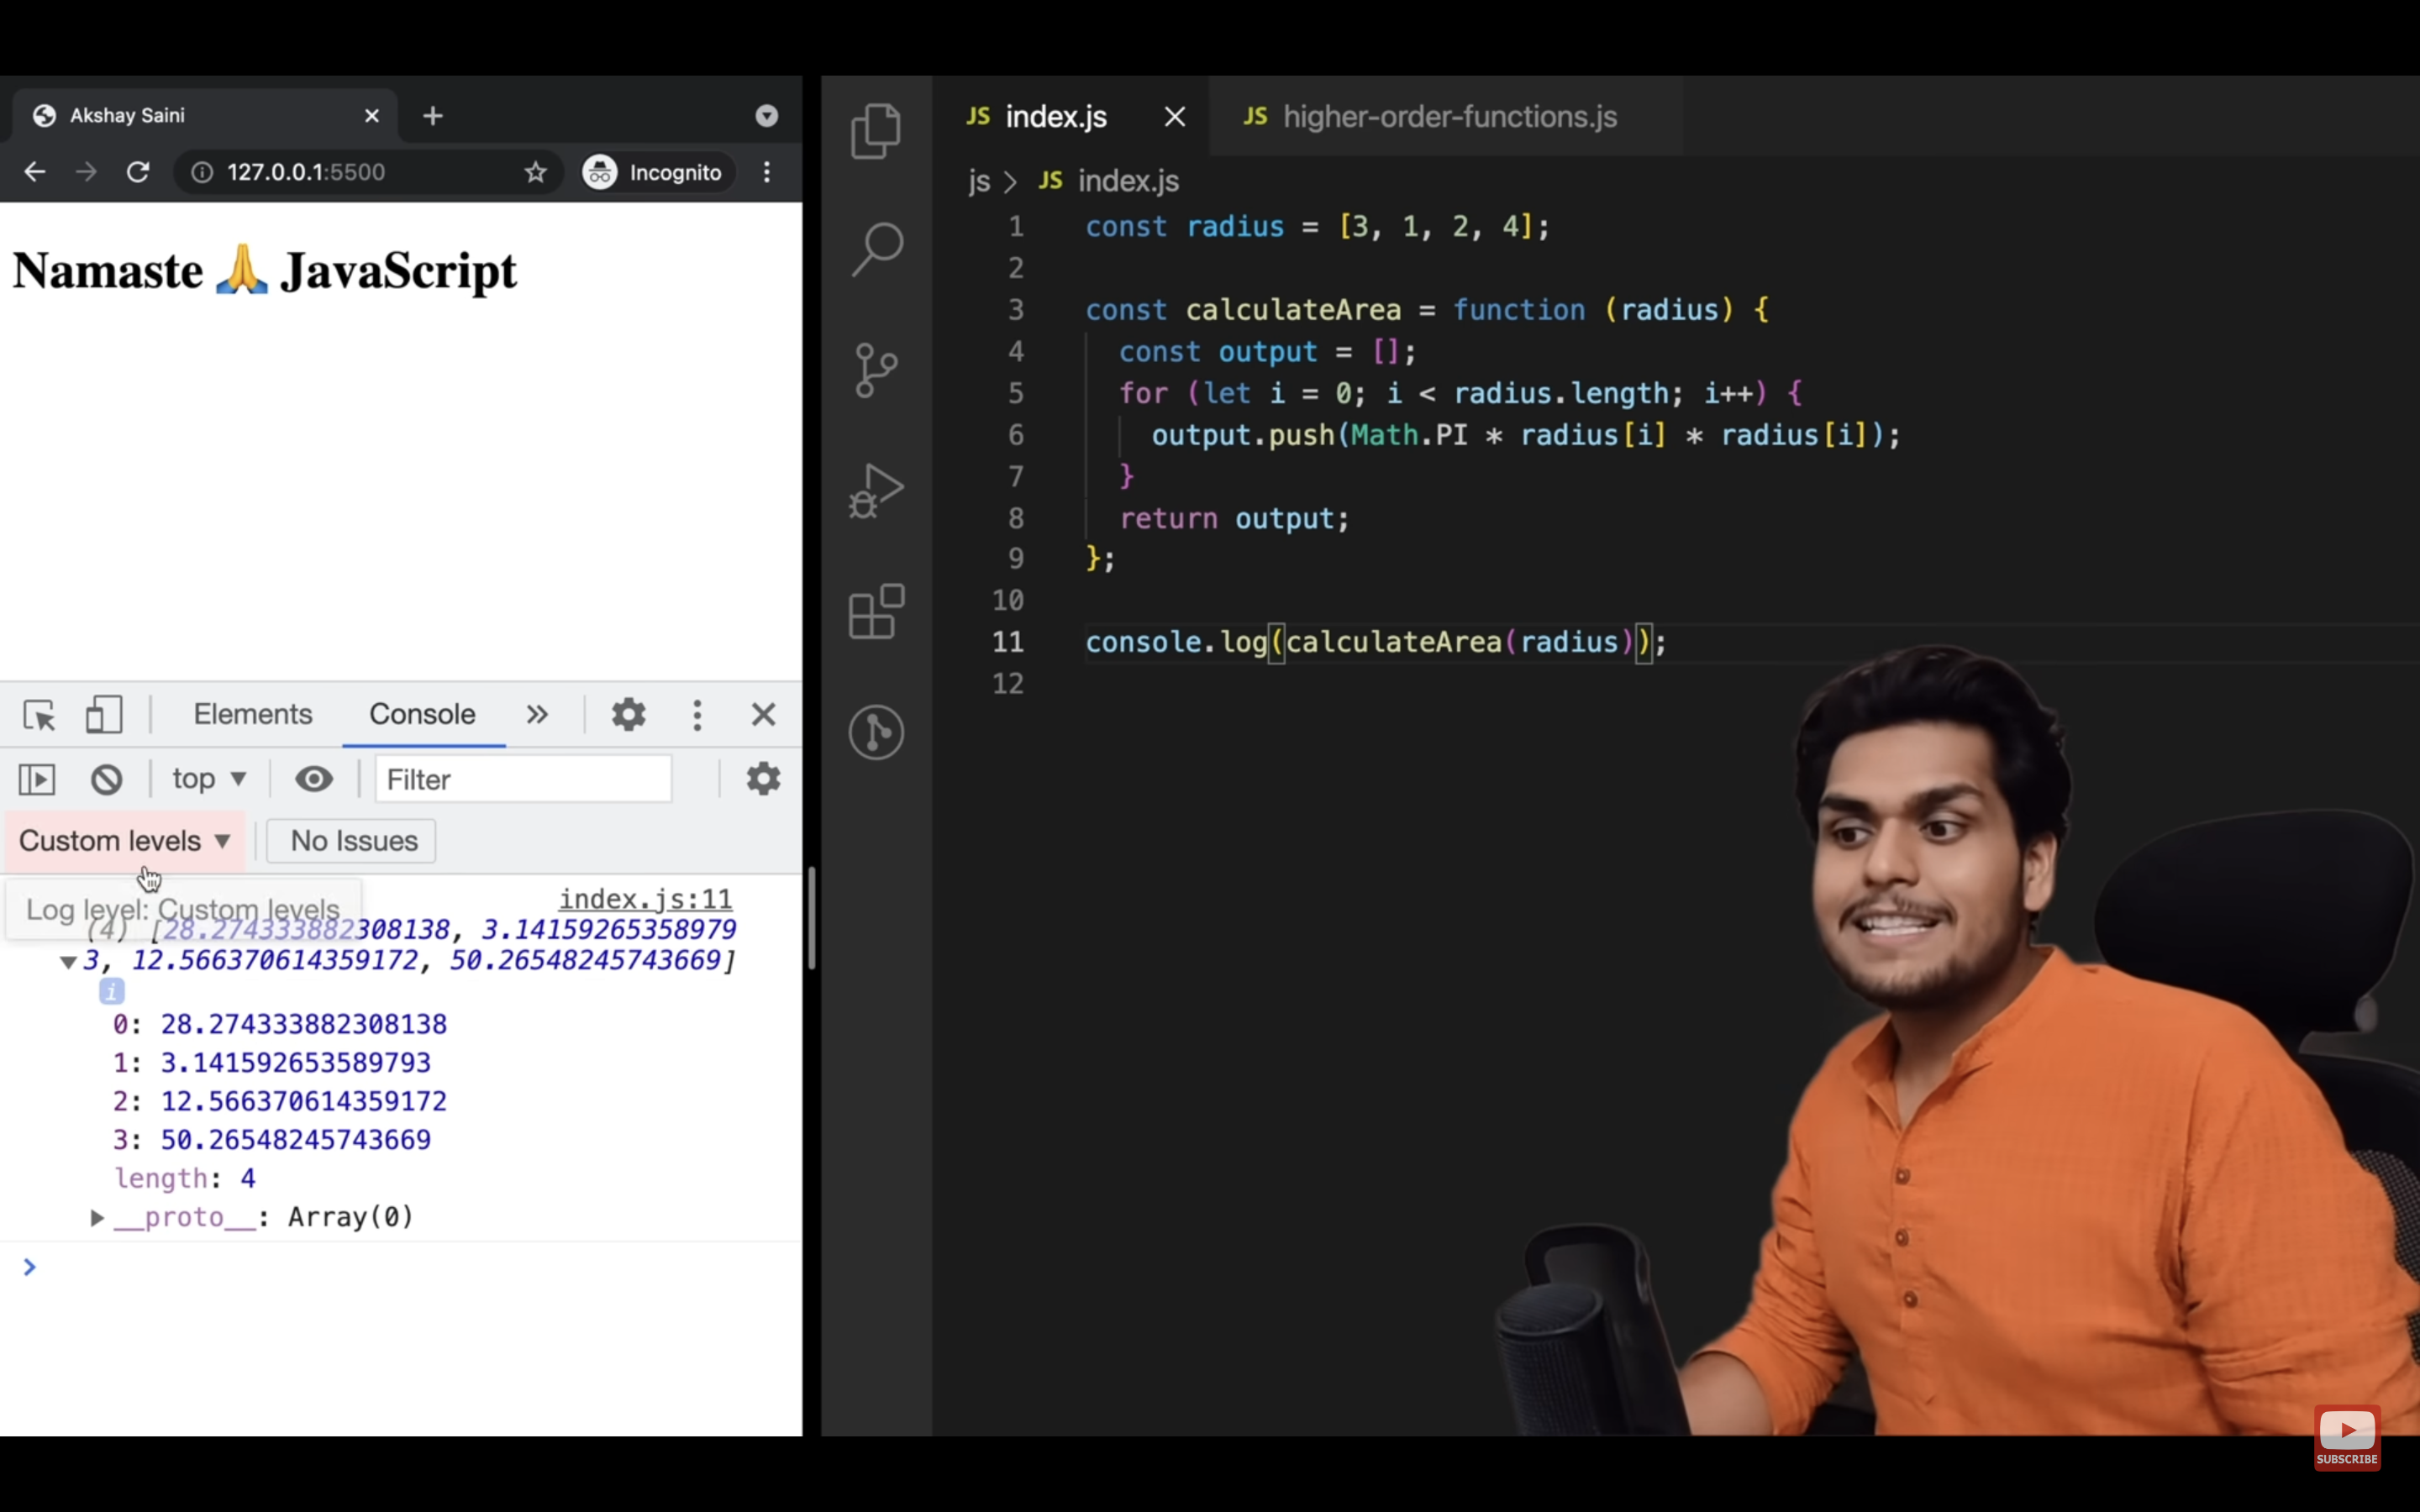 Akshay Saini
127.0.0.1:5500
Incognito
Namaste 🙏 JavaScript
Elements
Console
top
Filter
Custom levels
No Issues
Log level: Custom levels
index.js:11
(4) [28.274333882308138, 3.14159265358979
3, 12.566370614359172, 50.26548245743669]
i
0: 28.274333882308138
1: 3.141592653589793
2: 12.566370614359172
3: 50.26548245743669
length: 4
__proto__: Array(0)
JS index.js
JS higher-order-functions.js
js > JS index.js
1 const radius = [3, 1, 2, 4];
2
3 const calculateArea = function (radius) {
4 const output = [];
5 for (let i = 0; i < radius.length; i++) {
6 output.push(Math.PI * radius[i] * radius[i]);
7 }
8 return output;
9 };
10
11 console.log(calculateArea(radius));
12
SUBSCRIBE